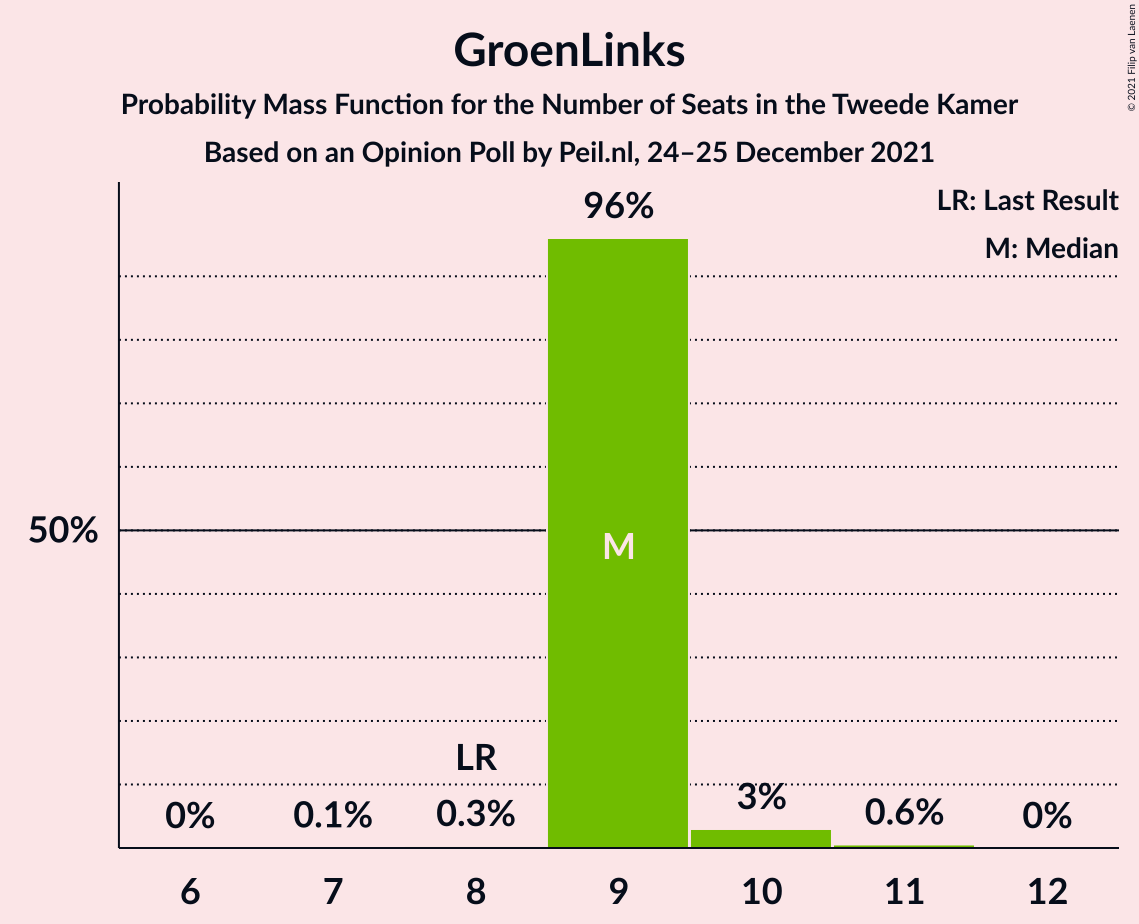 GroenLinks
Probability Mass Function for the Number of Seats in the Tweede Kamer
Based on an Opinion Poll by Peil.nl, 24–25 December 2021
© 2021 Filip van Laenen
LR: Last Result
M: Median
96%
50%
M
LR
0%
0.1%
0.3%
3%
0.6%
0%
6
7
8
9
10
11
12